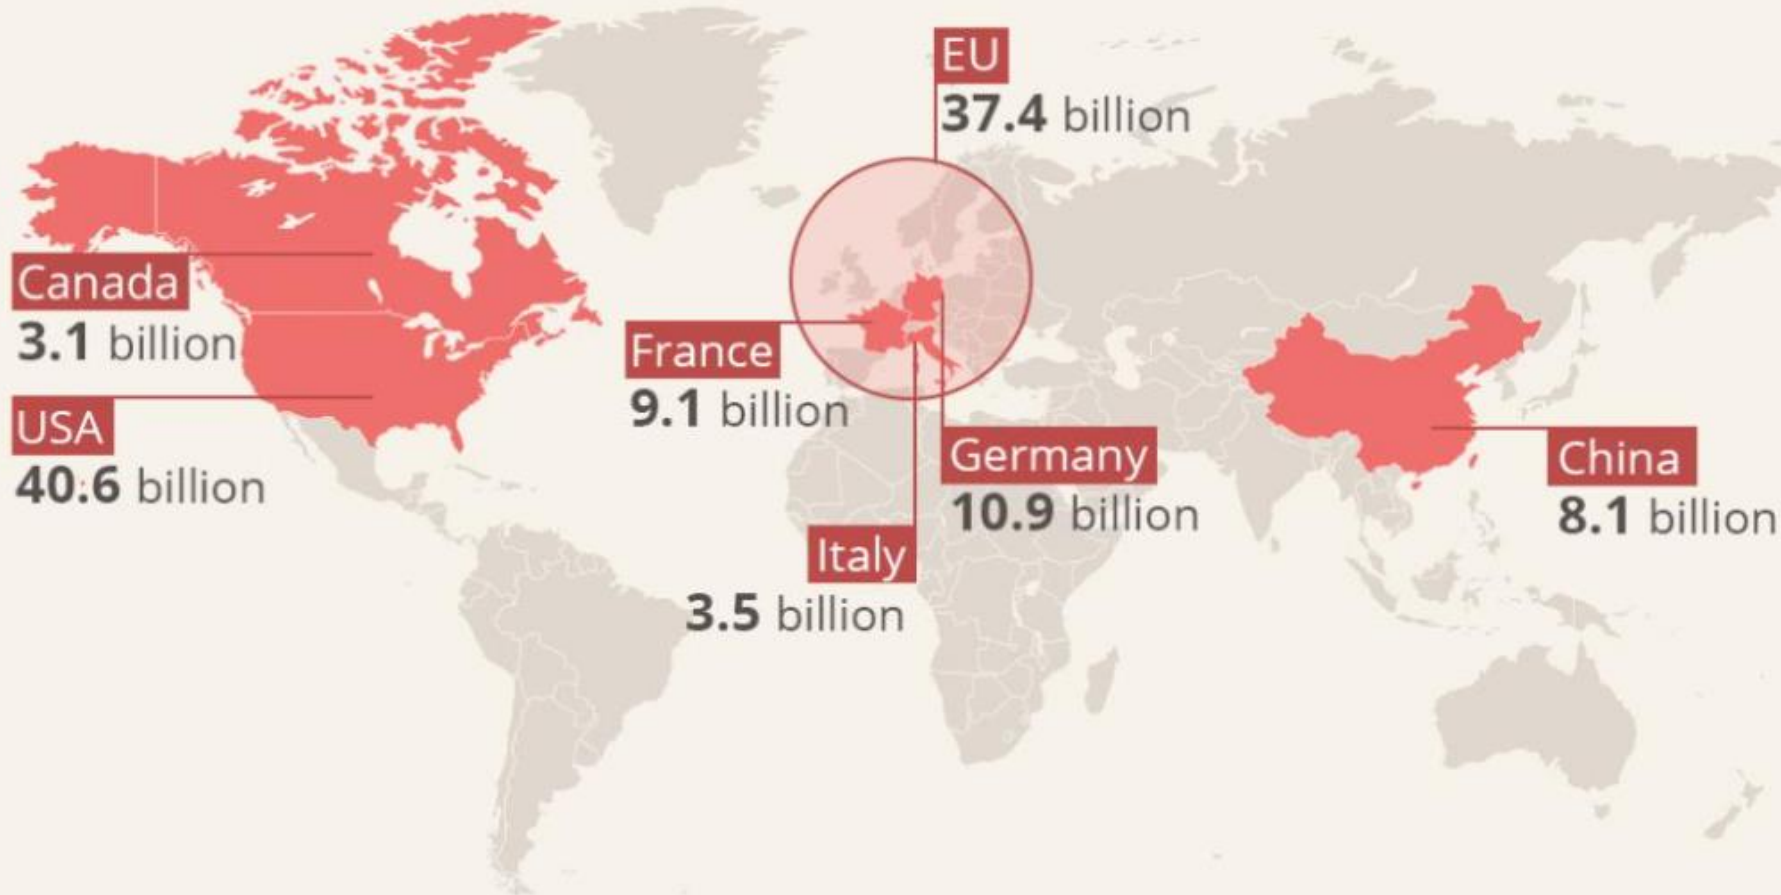 EU
37.4 billion
Canada
3.1 billion
France
9.1 billion
USA
40.6 billion
Germany
10.9 billion
China
8.1 billion
Italy
3.5 billion